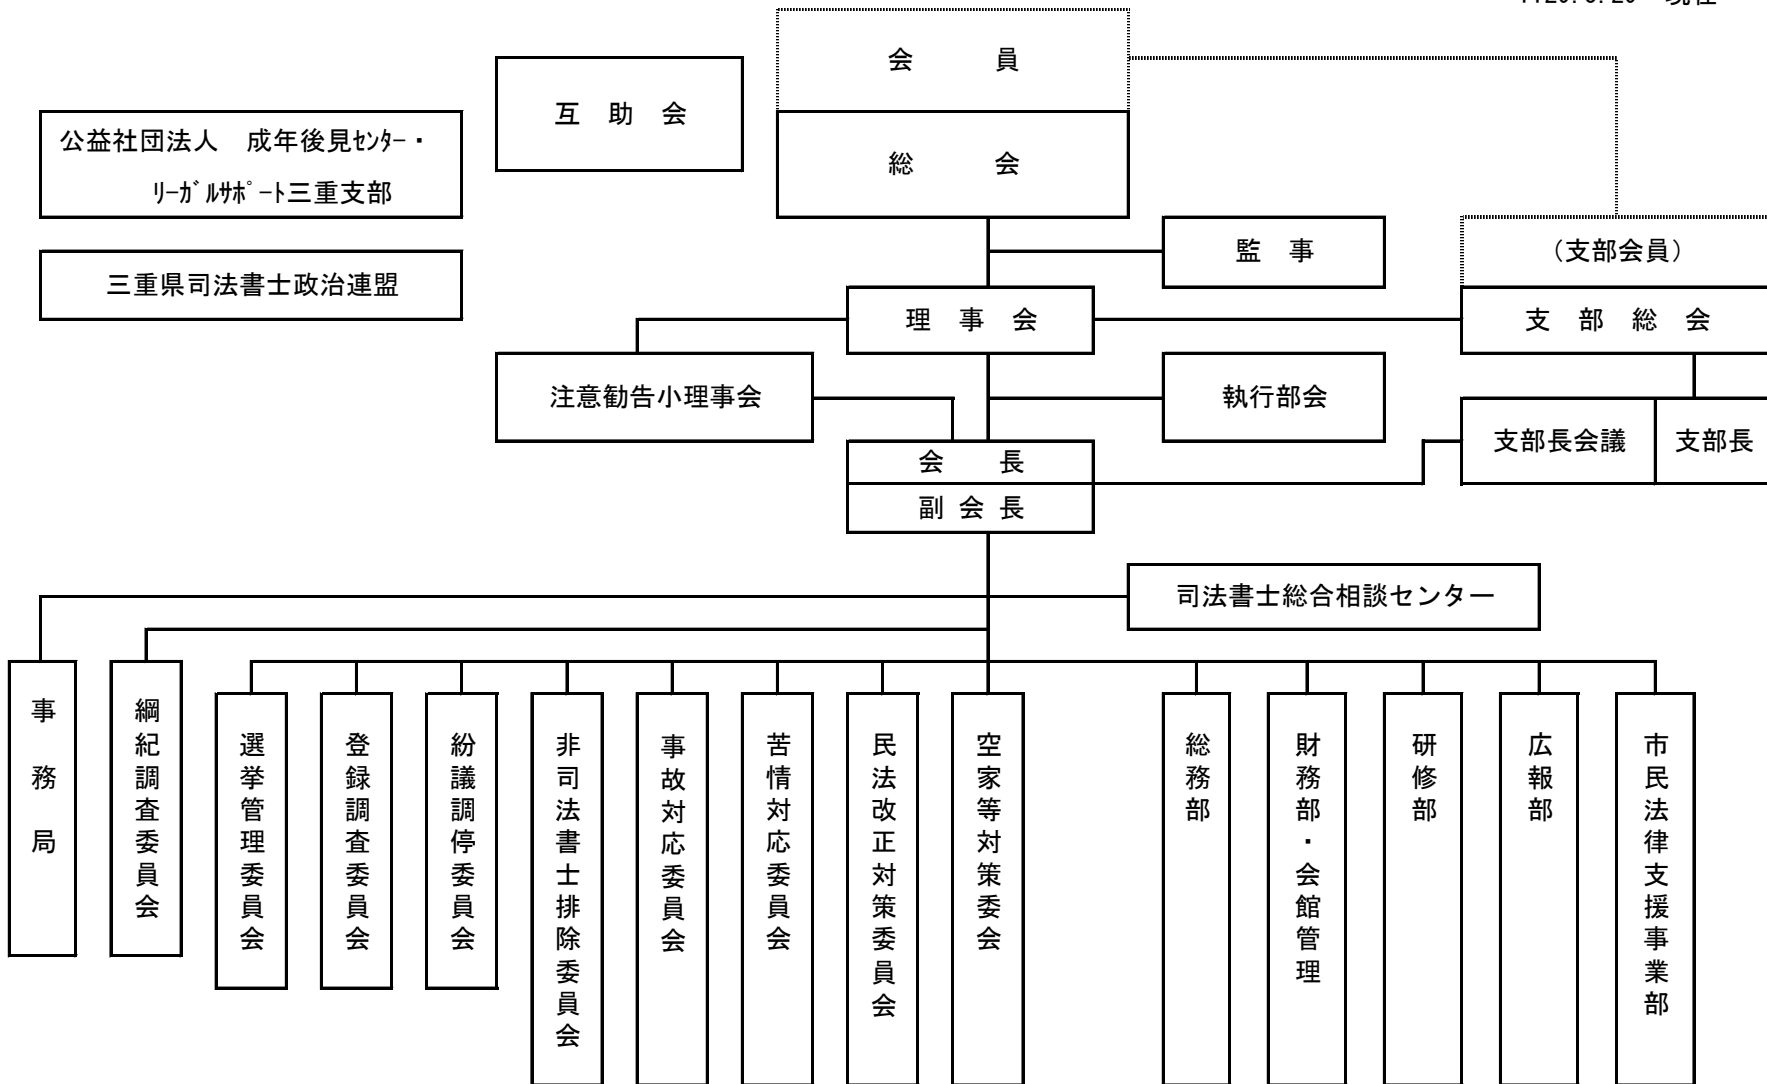 現在
会員
互助会
総会
公益社団法人 成年後見ｾﾝﾀｰ・
ﾘｰｶﾞﾙｻﾎﾟｰﾄ三重支部
監事
（支部会員）
三重県司法書士政治連盟
理事会
支部総会
注意勧告小理事会
執行部会
支部長会議
支部長
会長
副会長
司法書士総合相談センター
事務局
綱紀調査委員会
選挙管理委員会
登録調査委員会
紛議調停委員会
非司法書士排除委員会
事故対応委員会
苦情対応委員会
民法改正対策委員会
空家等対策委会
総務部
財務部・会館管理
研修部
広報部
市民法律支援事業部